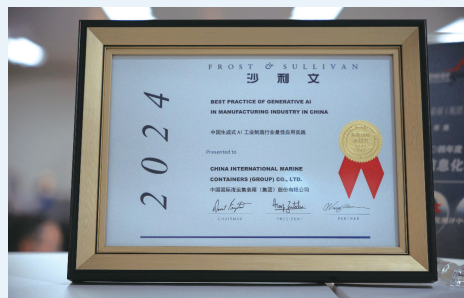 FROST & SULLIVAN
沙利文
2024
BEST PRACTICE OF GENERATIVE AI
IN MANUFACTURING INDUSTRY IN CHINA
中国生成式 AI 工业制造行业最佳应用实践
Presented to
CHINA INTERNATIONAL MARINE
CONTAINERS (GROUP) CO., LTD.
中国国际海运集装箱（集团）股份有限公司
CHAIRMAN
PRESIDENT
PARTNER
息化